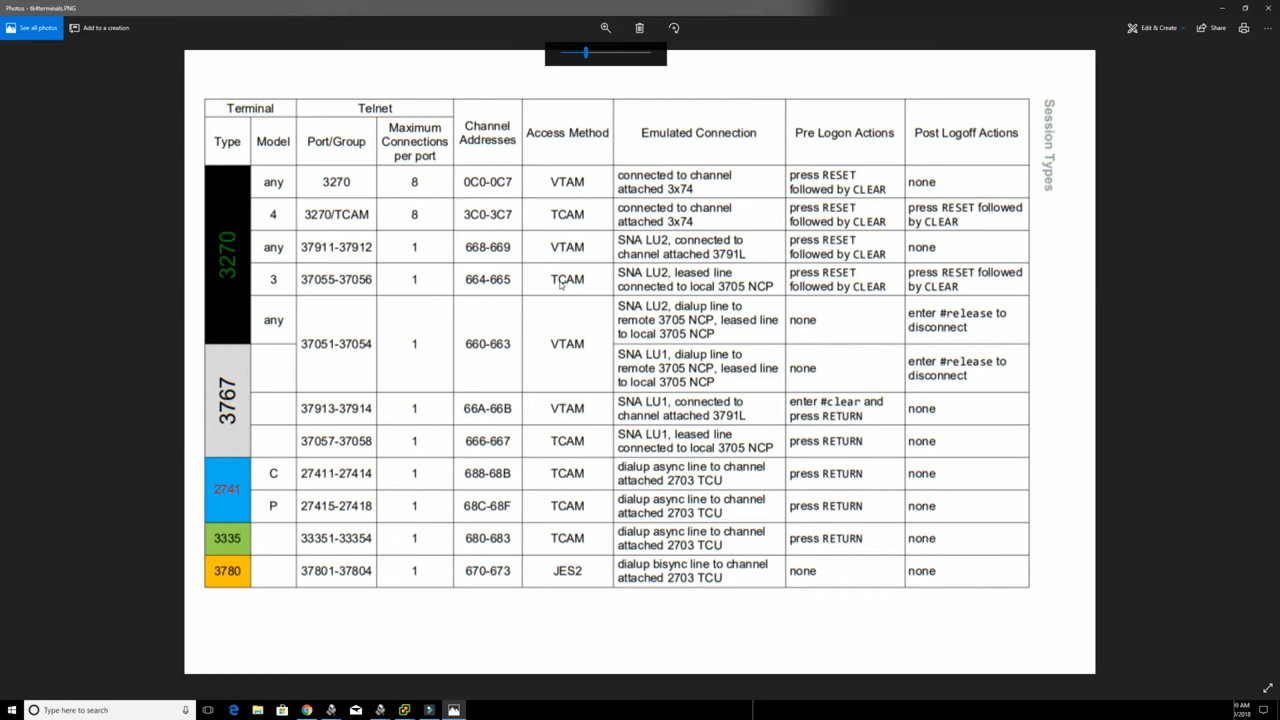 Photos - tk4terminals.PNG
See all photos
Add to a creation
Edit & Create
Share
Session Types
Terminal
Telnet
Channel
Addresses
Access Method
Emulated Connection
Pre Logon Actions
Post Logoff Actions
Type
Model
Port/Group
Maximum
Connections
per port
3270
any
3270
8
0C0-0C7
VTAM
connected to channel
attached 3x74
press RESET
followed by CLEAR
none
4
3270/TCAM
8
3C0-3C7
TCAM
connected to channel
attached 3x74
press RESET
followed by CLEAR
press RESET followed
by CLEAR
any
37911-37912
1
668-669
VTAM
SNA LU2, connected to
channel attached 3791L
press RESET
followed by CLEAR
none
3
37055-37056
1
664-665
TCAM
SNA LU2, leased line
connected to local 3705 NCP
press RESET
followed by CLEAR
press RESET followed
by CLEAR
any
37051-37054
1
660-663
VTAM
SNA LU2, dialup line to
remote 3705 NCP, leased line
to local 3705 NCP
none
enter #release to
disconnect
3767
SNA LU1, dialup line to
remote 3705 NCP, leased line
to local 3705 NCP
none
enter #release to
disconnect
37913-37914
1
66A-66B
VTAM
SNA LU1, connected to
channel attached 3791L
enter #clear and
press RETURN
none
37057-37058
1
666-667
TCAM
SNA LU1, leased line
connected to local 3705 NCP
press RETURN
none
2741
C
27411-27414
1
688-68B
TCAM
dialup async line to channel
attached 2703 TCU
press RETURN
none
P
27415-27418
1
68C-68F
TCAM
dialup async line to channel
attached 2703 TCU
press RETURN
none
3335
33351-33354
1
680-683
TCAM
dialup async line to channel
attached 2703 TCU
press RETURN
none
3780
37801-37804
1
670-673
JES2
dialup bisync line to channel
attached 2703 TCU
none
none
Type here to search
9 AM
/2018